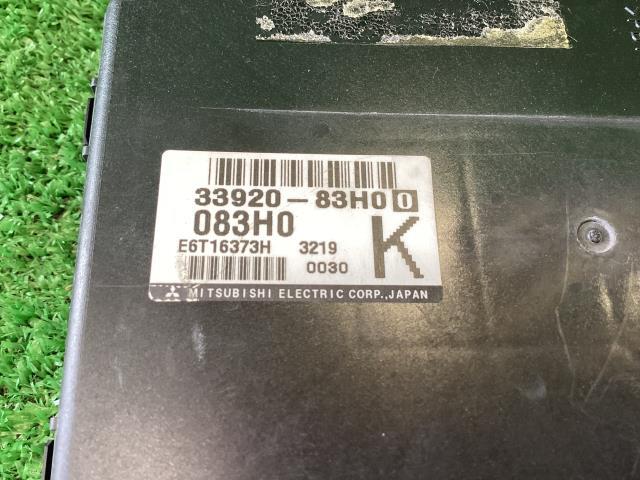 33920-83H0 0
083H0
E6T16373H 3219
K
0030
MITSUBISHI ELECTRIC CORP.,JAPAN